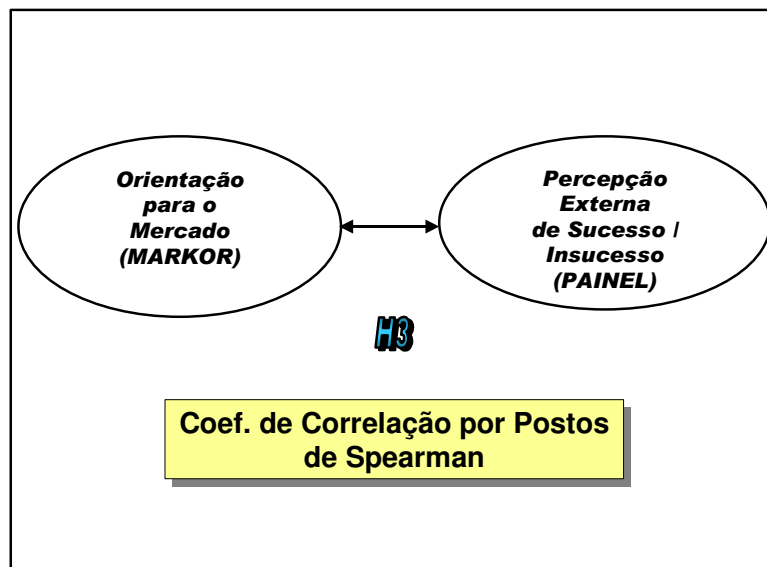 Orientação
para o
Mercado
(MARKOR)
Percepção
Externa
de Sucesso /
Insucesso
(PAINEL)
H3
Coef. de Correlação por Postos
de Spearman